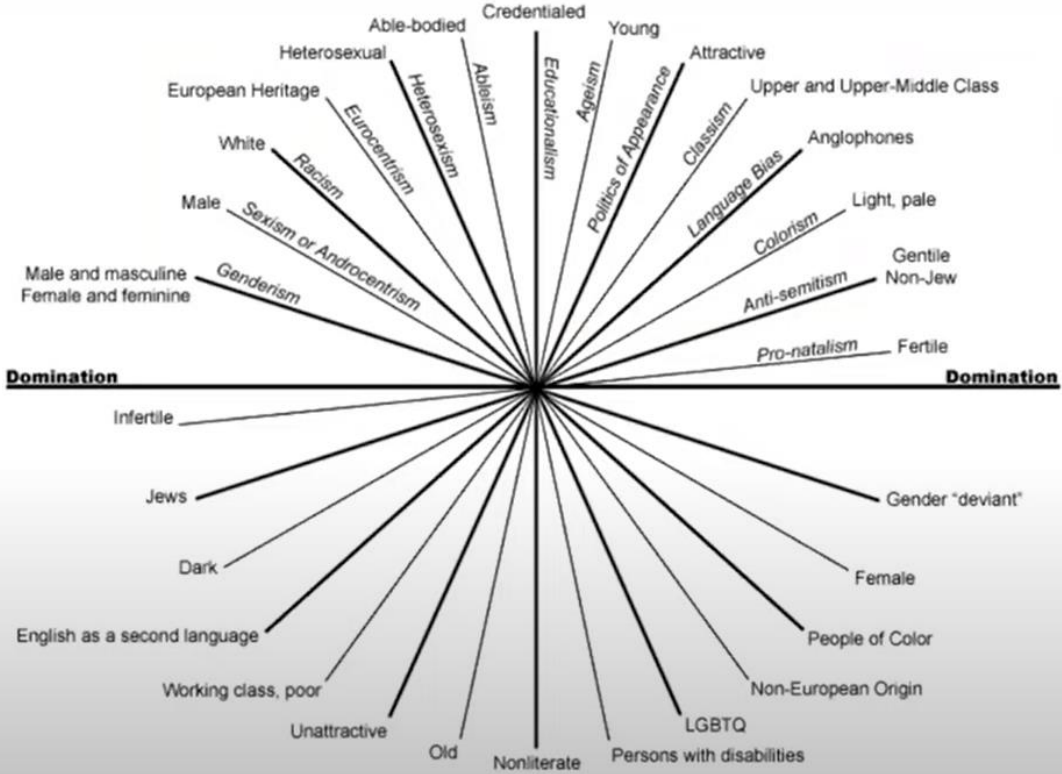 Credentialed
Able-bodied
Young
Heterosexual
Attractive
European Heritage
Upper and Upper-Middle Class
White
Anglophones
Male
Light, pale
Male and masculine
Female and feminine
Gentile
Non-Jew
Fertile
Genderism
Sexism or Androcentrism
Racism
Eurocentrism
Heterosexism
Ableism
Educationalism
Ageism
Politics of Appearance
Classism
Language Bias
Colorism
Anti-semitism
Pro-natalism
Domination
Domination
Infertile
Jews
Gender “deviant”
Dark
Female
English as a second language
People of Color
Working class, poor
Non-European Origin
Unattractive
LGBTQ
Old
Persons with disabilities
Nonliterate